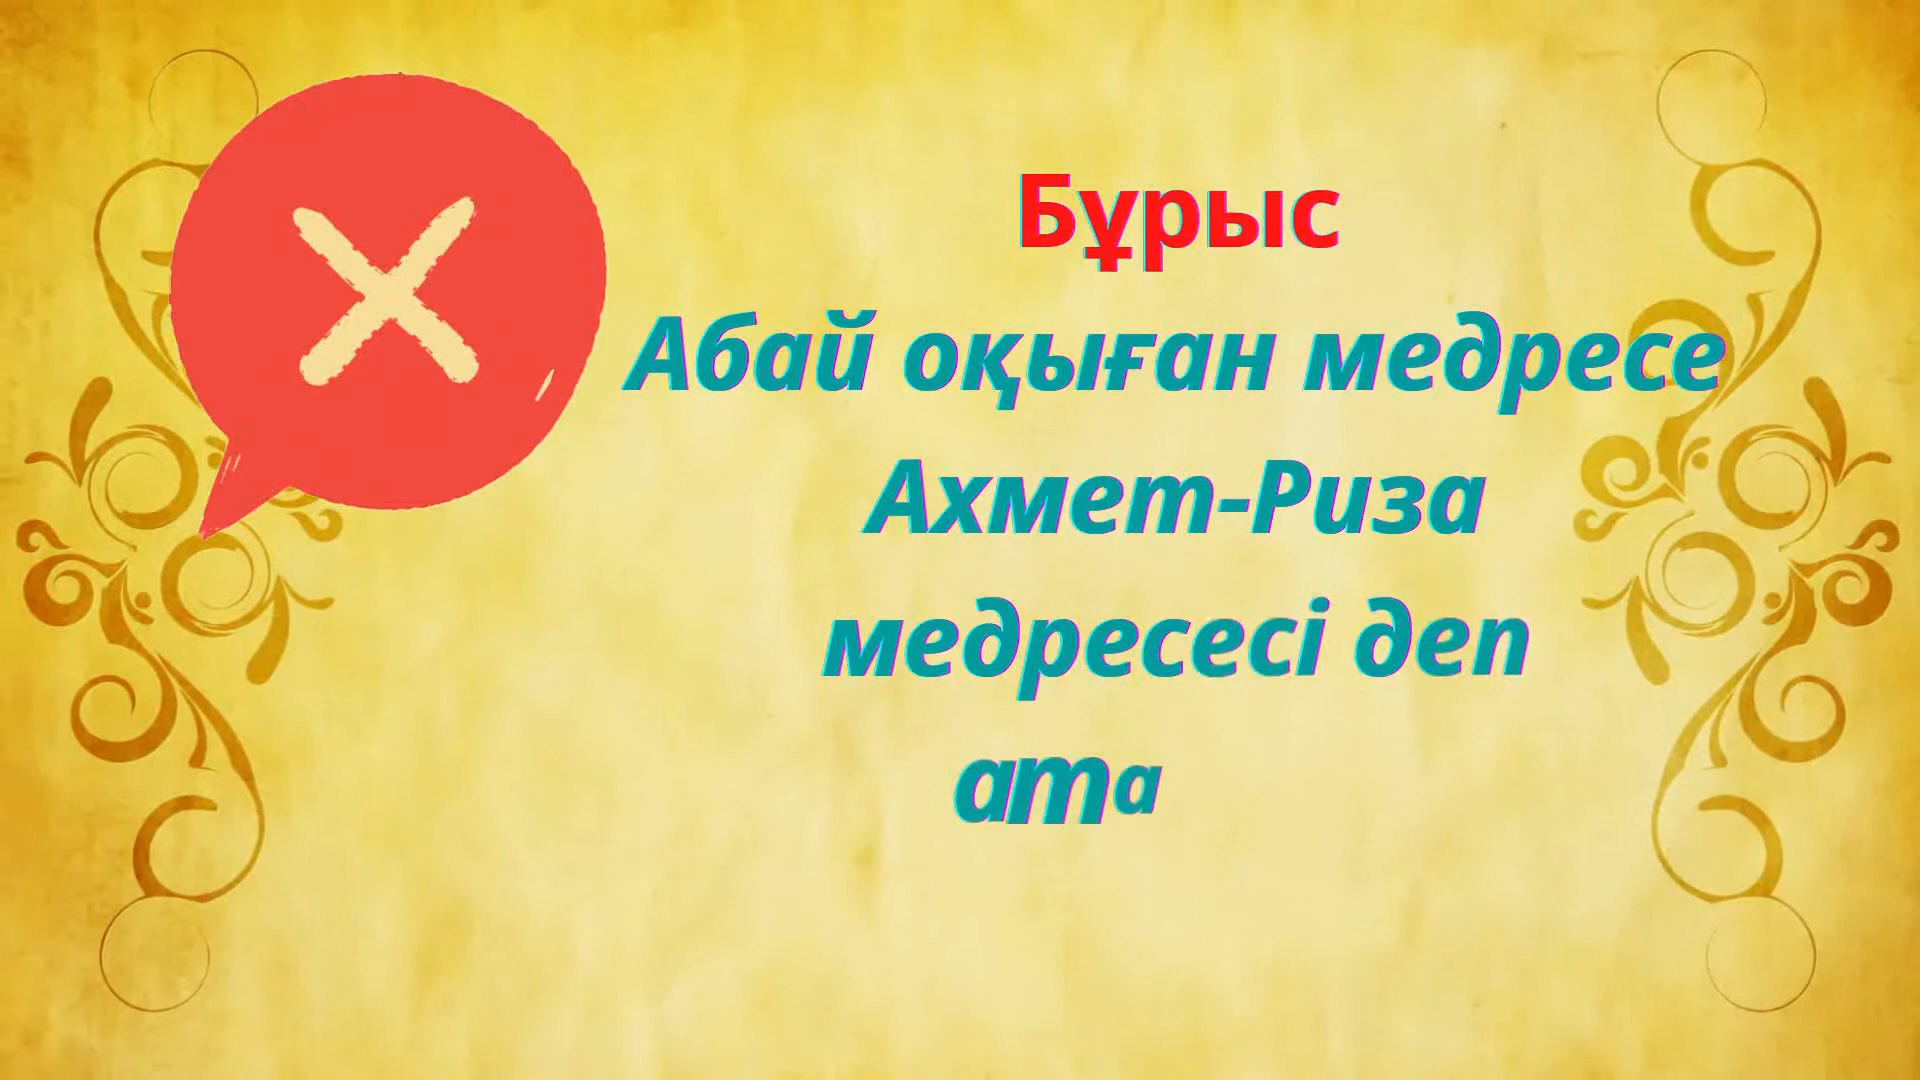 Бұрыс
Абай оқыған медресе
Ахмет-Риза
медресесі деп
ата